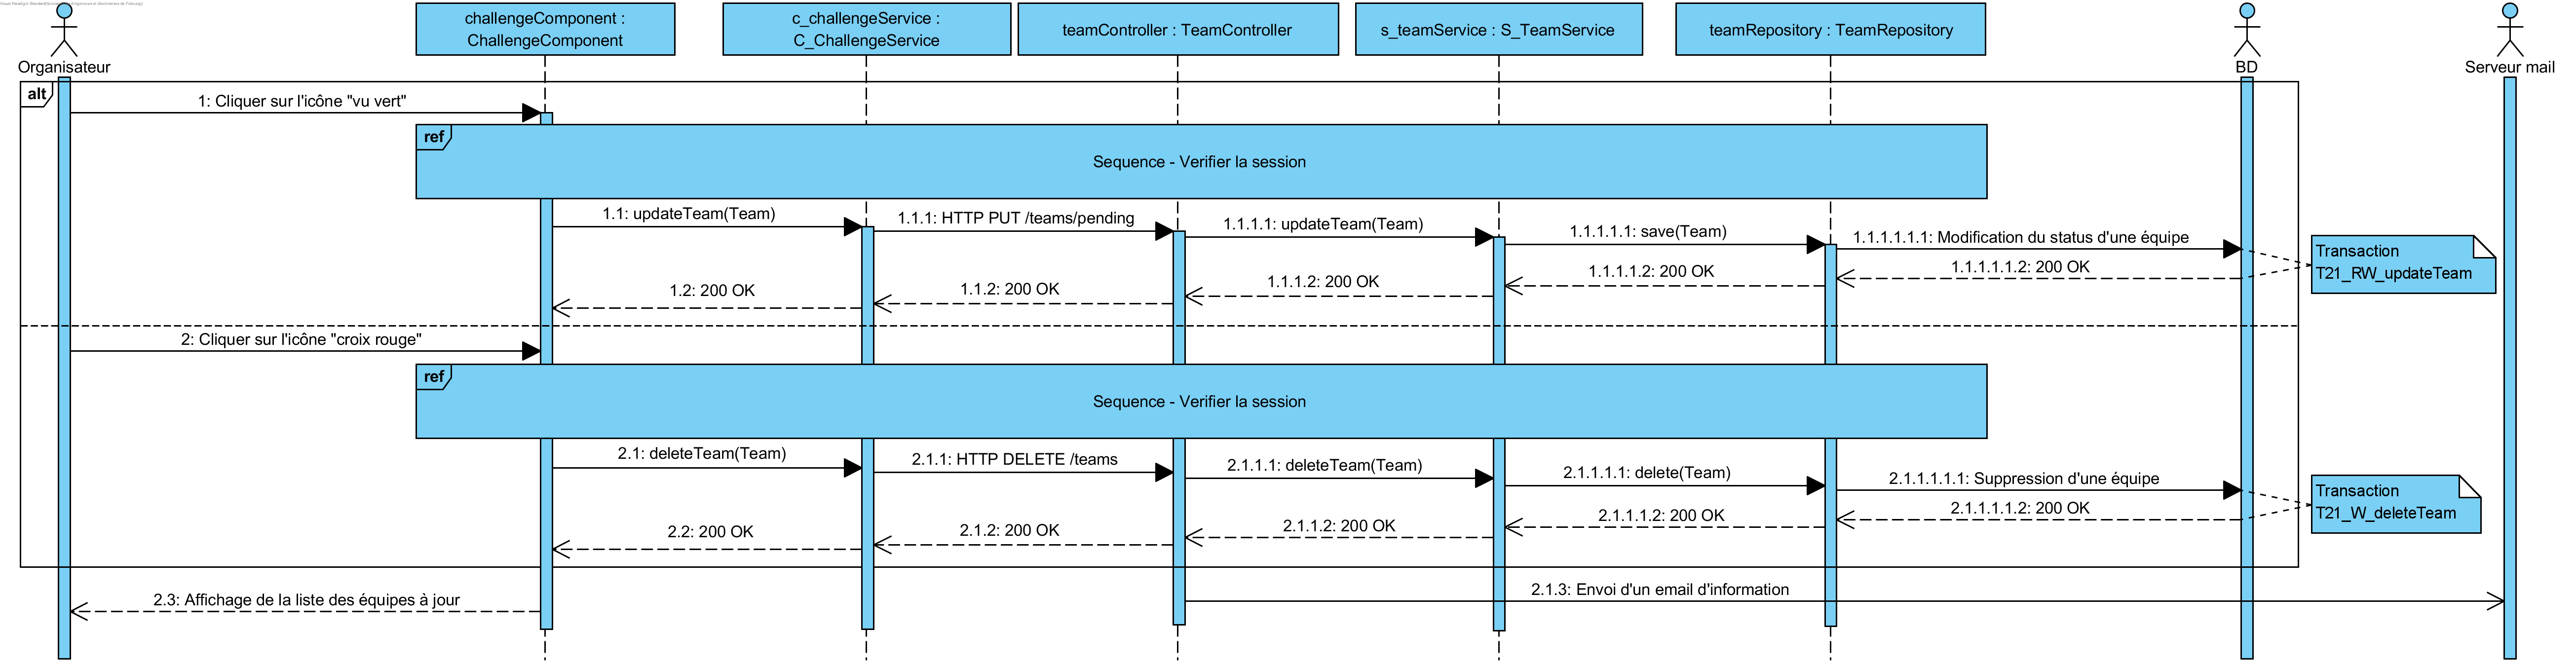 challengeComponent :
ChallengeComponent
c_challengeService :
C_ChallengeService
teamController : TeamController
s_teamService : S_TeamService
teamRepository : TeamRepository
Organisateur
BD
Serveur mail
alt
1: Cliquer sur l'icône "vu vert"
ref
Sequence - Verifier la session
1.1: updateTeam(Team)
1.1.1: HTTP PUT /teams/pending
1.1.1.1: updateTeam(Team)
1.1.1.1.1: save(Team)
1.1.1.1.1.1: Modification du status d'une équipe
Transaction
T21_RW_updateTeam
1.2: 200 OK
1.1.2: 200 OK
1.1.1.2: 200 OK
1.1.1.1.2: 200 OK
1.1.1.1.1.2: 200 OK
2: Cliquer sur l'icône "croix rouge"
ref
Sequence - Verifier la session
2.1: deleteTeam(Team)
2.1.1: HTTP DELETE /teams
2.1.1.1: deleteTeam(Team)
2.1.1.1.1: delete(Team)
2.1.1.1.1.1: Suppression d'une équipe
Transaction
T21_W_deleteTeam
2.2: 200 OK
2.1.2: 200 OK
2.1.1.2: 200 OK
2.1.1.1.2: 200 OK
2.1.1.1.1.2: 200 OK
2.3: Affichage de la liste des équipes à jour
2.1.3: Envoi d'un email d'information